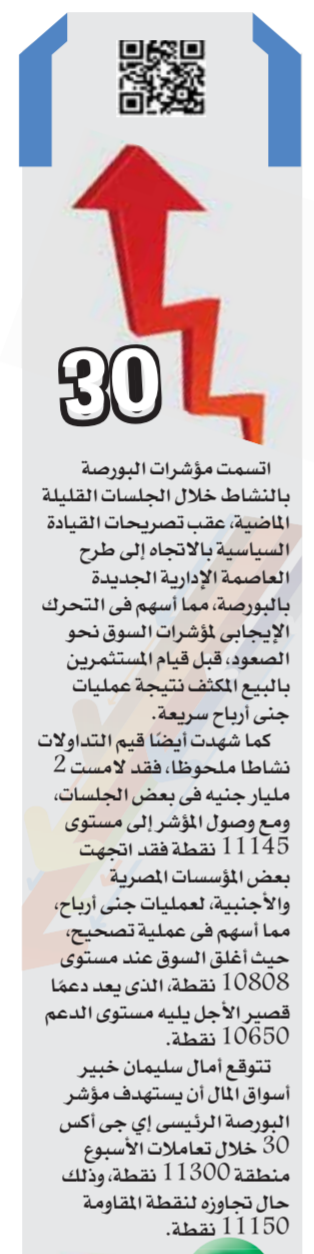 30
اتسمت مؤشرات البورصة
بالنشاط خلال الجلسات القليلة
الماضية، عقب تصريحات القيادة
السياسية بالاتجاه إلى طرح
العاصمة الإدارية الجديدة
بالبورصة، مما أسهم فى التحرك
الإيجابى لمؤشرات السوق نحو
الصعود، قبل قيام المستثمرين
بالبيع المكثف نتيجة عمليات
جنى أرباح سريعة.
كما شهدت أيضًا قيم التداولات
نشاطا ملحوظا، فقد لامست 2
مليار جنيه فى بعض الجلسات،
ومع وصول المؤشر إلى مستوى
11145 نقطة فقد اتجهت
بعض المؤسسات المصرية
والأجنبية، لعمليات جنى أرباح،
مما أسهم فى عملية تصحيح،
حيث أغلق السوق عند مستوى
10808 نقطة، الذى يعد دعمًا
قصير الأجل يليه مستوى الدعم
10650 نقطة.
تتوقع أمال سليمان خبير
أسواق المال أن يستهدف مؤشر
البورصة الرئيسى إي جى أكس
30 خلال تعاملات الأسبوع
منطقة 11300 نقطة، وذلك
حال تجاوزه لنقطة المقاومة
11150 نقطة.